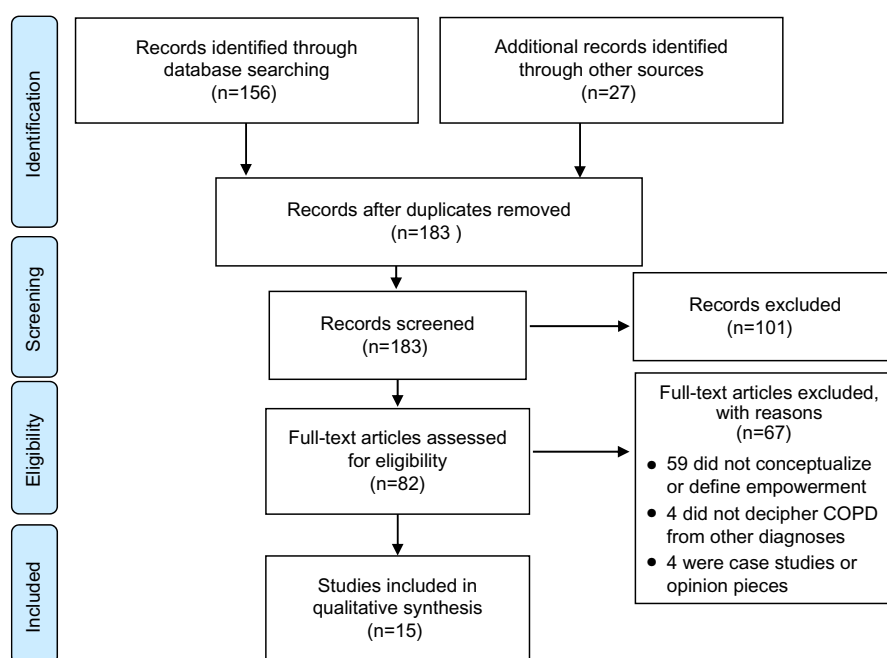 Identification
Records identified through
database searching
(n=156)
Additional records identified
through other sources
(n=27)
Records after duplicates removed
(n=183 )
Screening
Records screened
(n=183)
Records excluded
(n=101)
Eligibility
Full-text articles assessed
for eligibility
(n=82)
Full-text articles excluded,
with reasons
(n=67)
● 59 did not conceptualize
or define empowerment
● 4 did not decipher COPD
from other diagnoses
● 4 were case studies or
opinion pieces
Included
Studies included in
qualitative synthesis
(n=15)